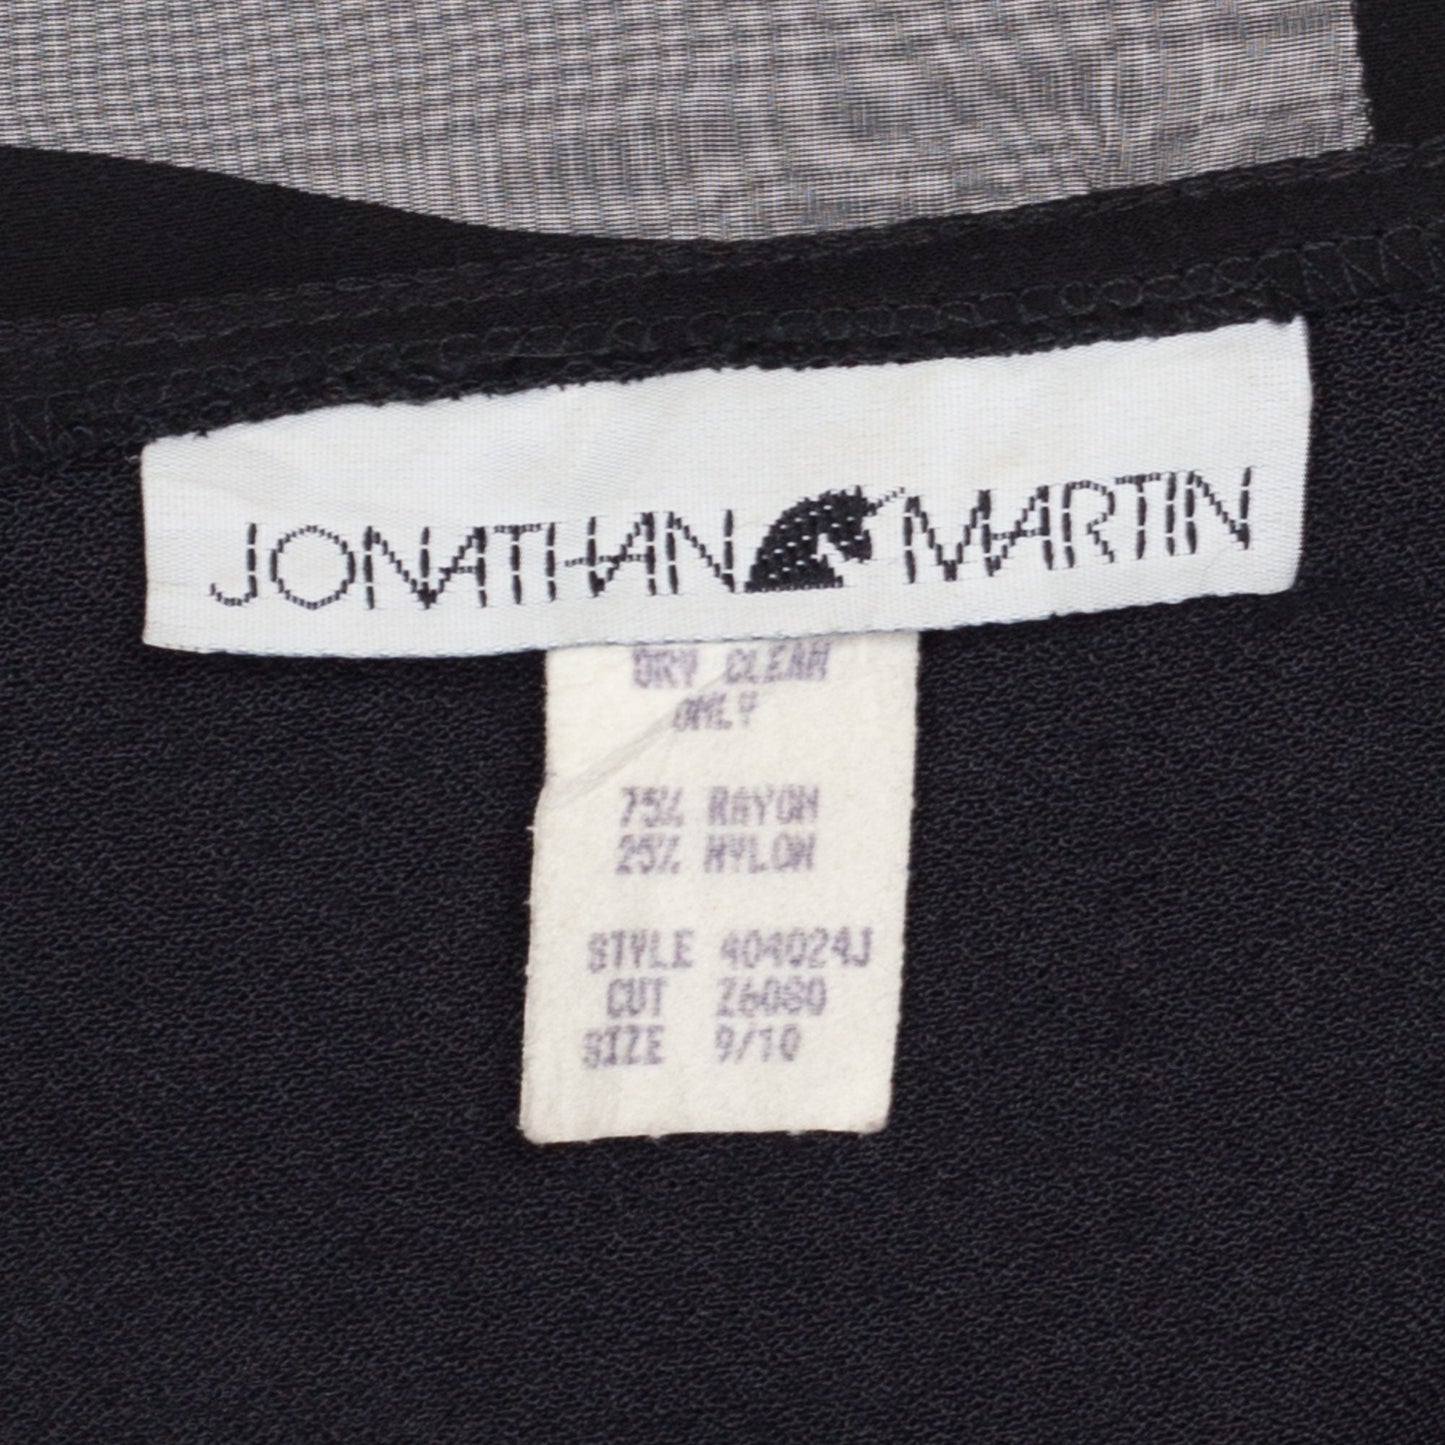 JONATHAN MARTIN
DRY CLEAN
ONLY
75% RAYON
25% NYLON
STYLE 404024J
CUT Z6080
SIZE 9/10